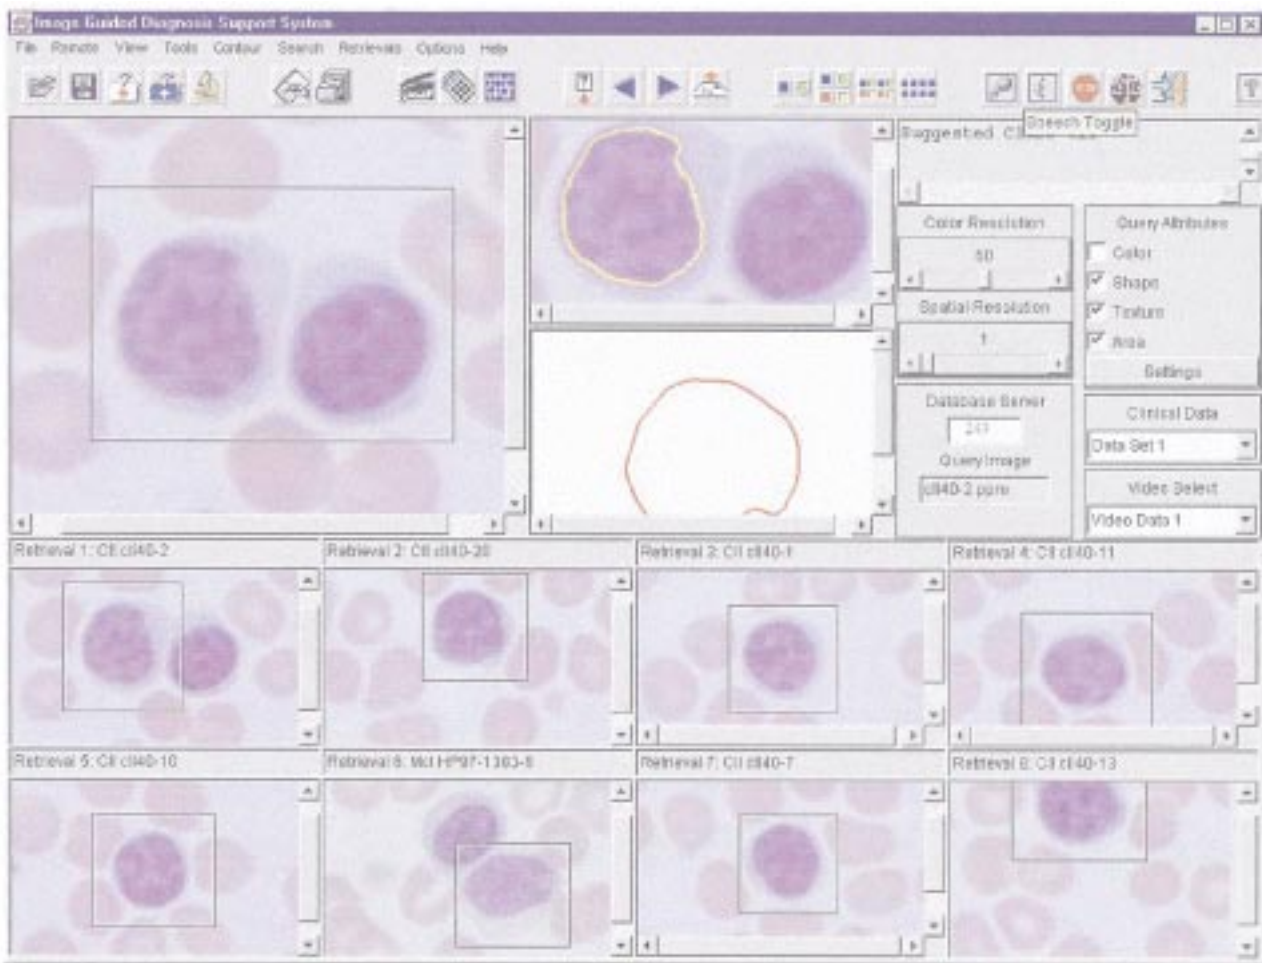 Image Guided Diagnosis Support System
File Remote View Tools Contour Search Retrievals Options Help
Speech Toggle
Suggested
Color Resolution
50
Spatial Resolution
1
Query Attributes
Color
Shape
Texture
Area
Settings
Database Server
Query Image
cll40-2.ppm
Clinical Data
Data Set 1
Video Select
Video Data 1
Retrieval 1: Cll cll40-2
Retrieval 2: Cll cll40-20
Retrieval 3: Cll cll40-1
Retrieval 4: Cll cll40-11
Retrieval 5: Cll cll40-10
Retrieval 6: Mcl HP97-1383-8
Retrieval 7: Cll cll40-7
Retrieval 8: Cll cll40-13